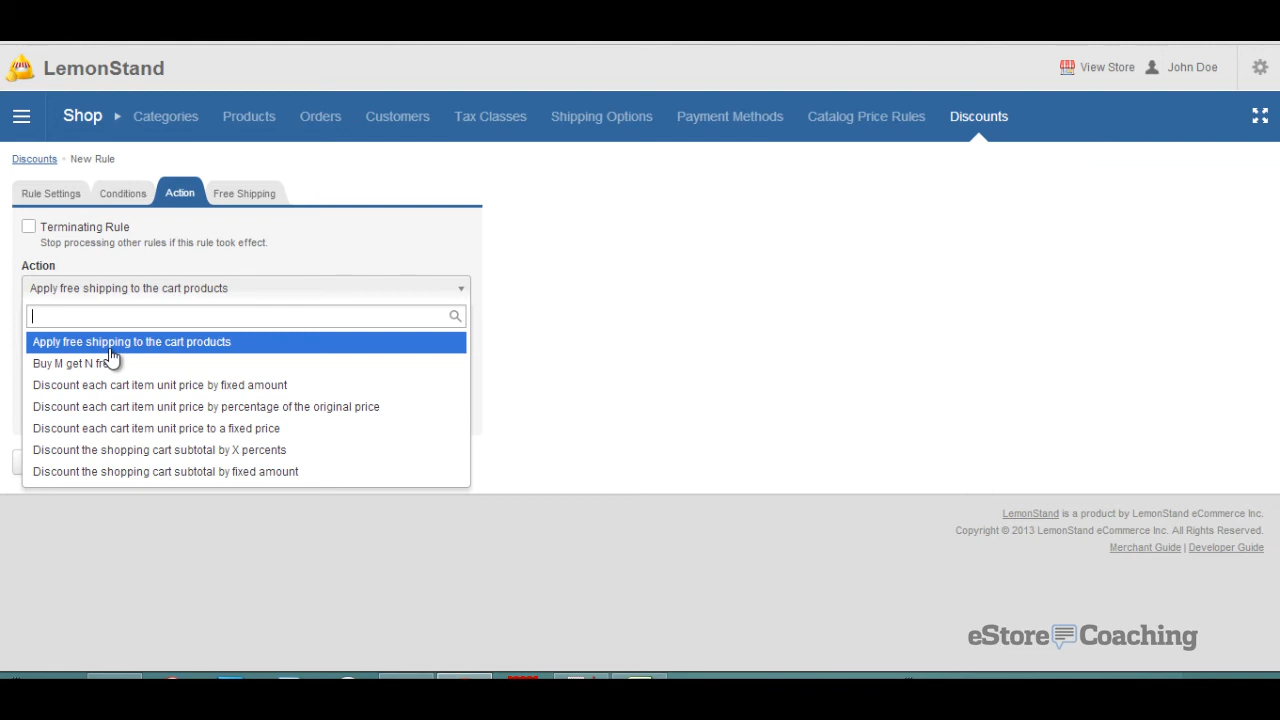 LemonStand
View Store
John Doe
Shop
Categories
Products
Orders
Customers
Tax Classes
Shipping Options
Payment Methods
Catalog Price Rules
Discounts
Discounts
New Rule
Rule Settings
Conditions
Action
Free Shipping
Terminating Rule
Stop processing other rules if this rule took effect.
Action
Apply free shipping to the cart products
Apply free shipping to the cart products
Buy M get N
Discount each cart item unit price by fixed amount
Discount each cart item unit price by percentage of the original price
Discount each cart item unit price to a fixed price
Discount the shopping cart subtotal by X percents
Discount the shopping cart subtotal by fixed amount
LemonStand is a product by LemonStand eCommerce Inc.
Copyright © 2013 LemonStand eCommerce Inc. All Rights Reserved.
Merchant Guide | Developer Guide
eStore Coaching